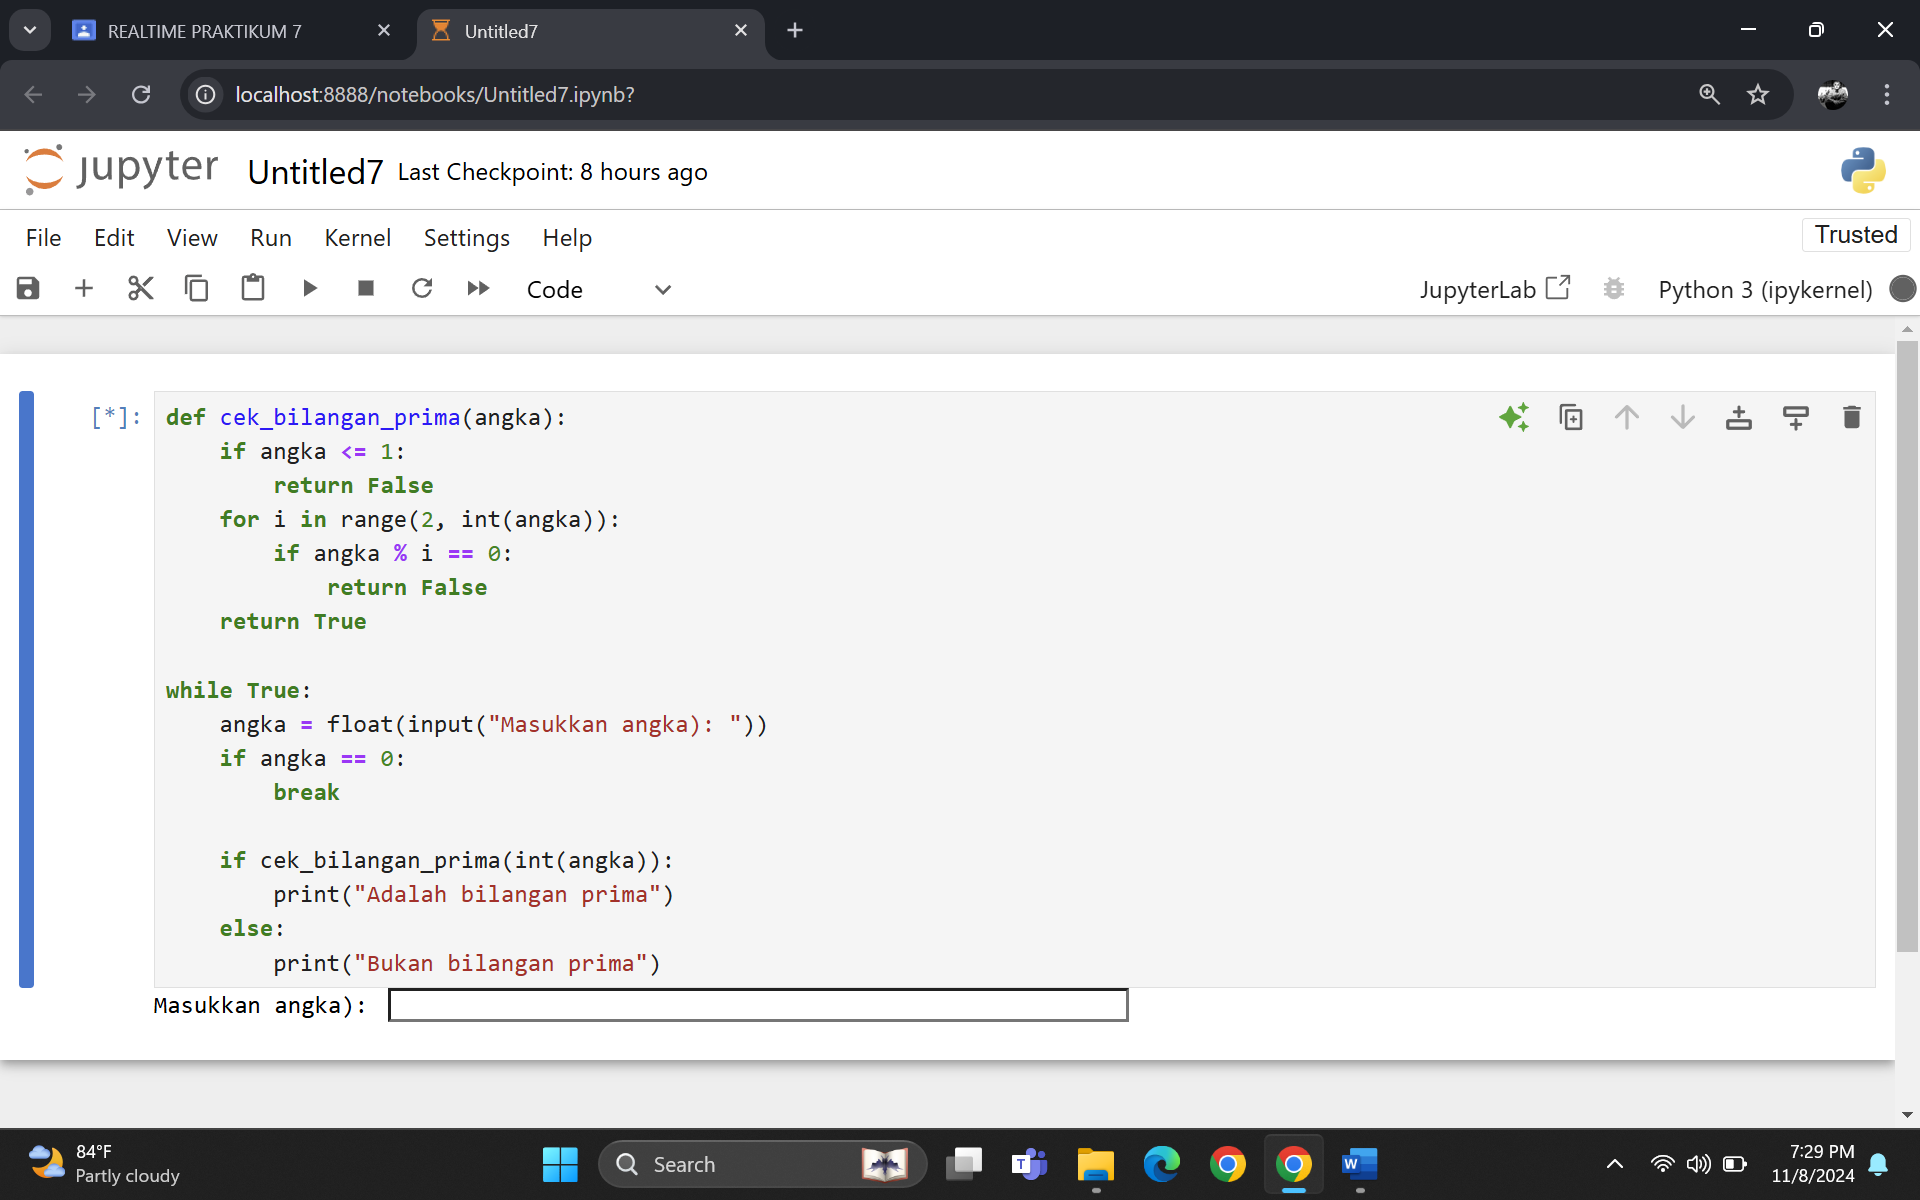 REALTIME PRAKTIKUM 7
Untitled7
localhost:8888/notebooks/Untitled7.ipynb?
jupyter Untitled7 Last Checkpoint: 8 hours ago
File Edit View Run Kernel Settings Help
Trusted
Code
JupyterLab
Python 3 (ipykernel)
[*]:
def cek_bilangan_prima(angka):
    if angka <= 1:
        return False
    for i in range(2, int(angka)):
        if angka % i == 0:
            return False
    return True
while True:
    angka = float(input("Masukkan angka): "))
    if angka == 0:
        break
    if cek_bilangan_prima(int(angka)):
        print("Adalah bilangan prima")
    else:
        print("Bukan bilangan prima")
Masukkan angka):
84°F
Partly cloudy
Search
7:29 PM
11/8/2024